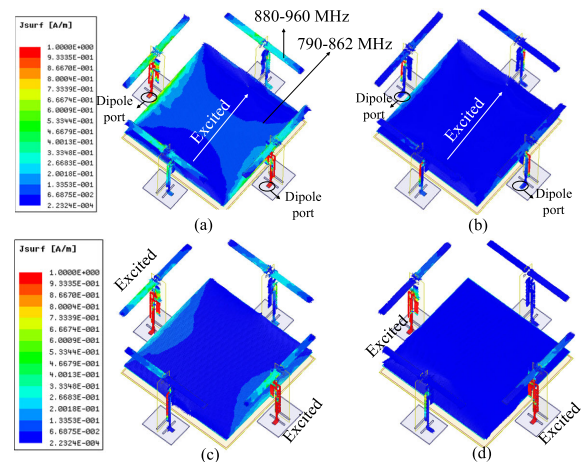 Jsurf [A/m]
1.0000E+000
9.3335E-001
8.6670E-001
8.0004E-001
7.3339E-001
6.6674E-001
6.0009E-001
5.3344E-001
4.6679E-001
4.0013E-001
3.3348E-001
2.6683E-001
2.0018E-001
1.3353E-001
6.6875E-002
2.2324E-004
880-960 MHz
790-862 MHz
Dipole
port
Excited
Dipole
port
(a)
Dipole
port
Excited
Dipole
port
(b)
Jsurf [A/m]
1.0000E+000
9.3335E-001
8.6670E-001
8.0004E-001
7.3339E-001
6.6674E-001
6.0009E-001
5.3344E-001
4.6679E-001
4.0013E-001
3.3348E-001
2.6683E-001
2.0018E-001
1.3353E-001
6.6875E-002
2.2324E-004
Excited
Excited
(c)
Excited
Excited
(d)